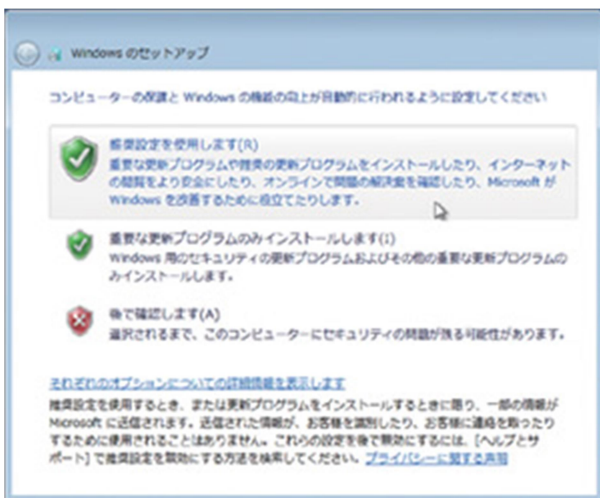 Windows のセットアップ
コンピューターの保護と Windows の機能の向上が自動的に行われるように設定してください
推奨設定を使用します(R)
重要な更新プログラムや推奨の更新プログラムをインストールしたり、インターネット
の閲覧をより安全にしたり、オンラインで問題の解決策を確認したり、Microsoft が
Windows を改善するために役立てたりします。
重要な更新プログラムのみインストールします(I)
Windows 用のセキュリティの更新プログラムおよびその他の重要な更新プログラムの
みインストールします。
後で確認します(A)
選択されるまで、このコンピューターにセキュリティの問題が残る可能性があります。
それぞれのオプションについての詳細情報を表示します
推奨設定を使用するとき、または更新プログラムをインストールするときに限り、一部の情報が
Microsoft に送信されます。送信された情報が、お客様を識別したり、お客様に連絡を取ったり
するために使用されることはありません。これらの設定を後で無効にするには、[ヘルプとサ
ポート] で推奨設定を無効にする方法を検索してください。プライバシーに関する声明